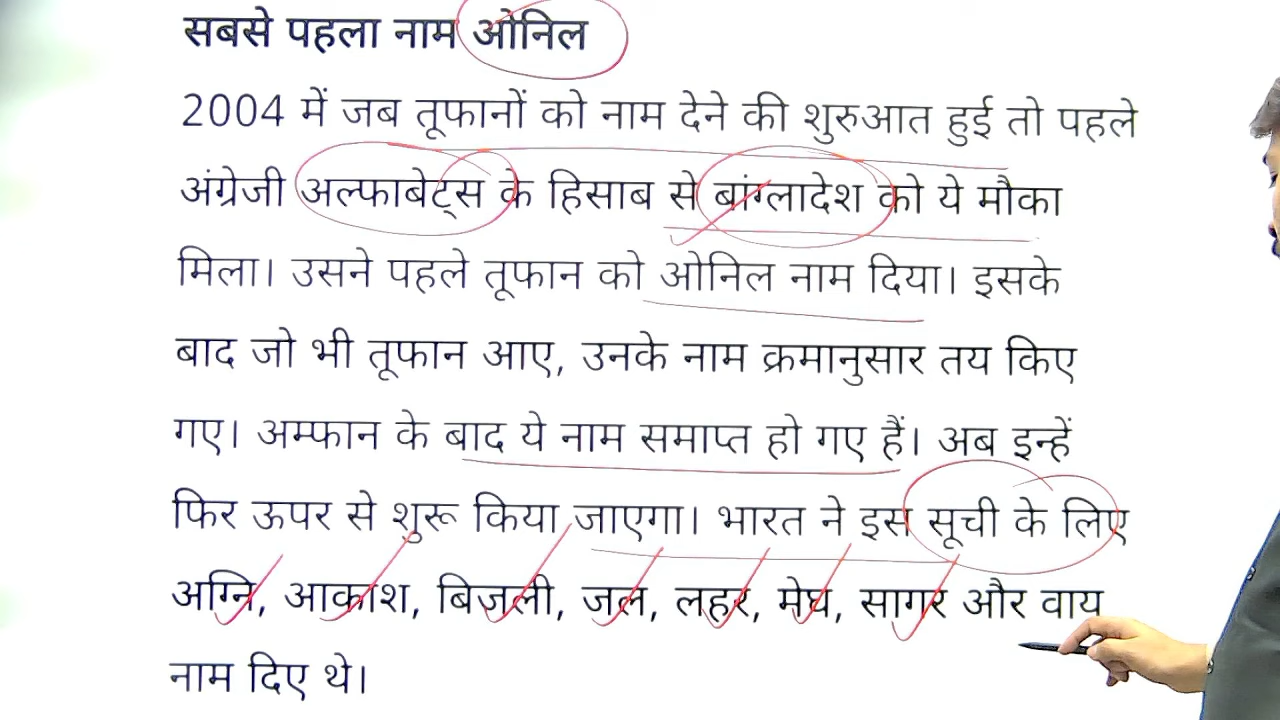 सबसे पहला नाम ओनिल
2004 में जब तूफानों को नाम देने की शुरुआत हुई तो पहले
अंग्रेजी अल्फाबेट्स के हिसाब से बांग्लादेश को ये मौका
मिला। उसने पहले तूफान को ओनिल नाम दिया। इसके
बाद जो भी तूफान आए, उनके नाम क्रमानुसार तय किए
गए। अम्फान के बाद ये नाम समाप्त हो गए हैं। अब इन्हें
फिर ऊपर से शुरू किया जाएगा। भारत ने इस सूची के लिए
अग्नि, आकाश, बिजली, जल, लहर, मेघ, सागर और वाय
नाम दिए थे।